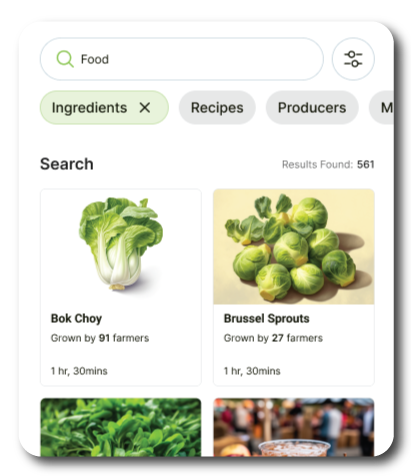 Food
Ingredients Recipes Producers M
Search Results Found: 561
Bok Choy
Grown by 91 farmers
1 hr, 30mins
Brussel Sprouts
Grown by 27 farmers
1 hr, 30mins